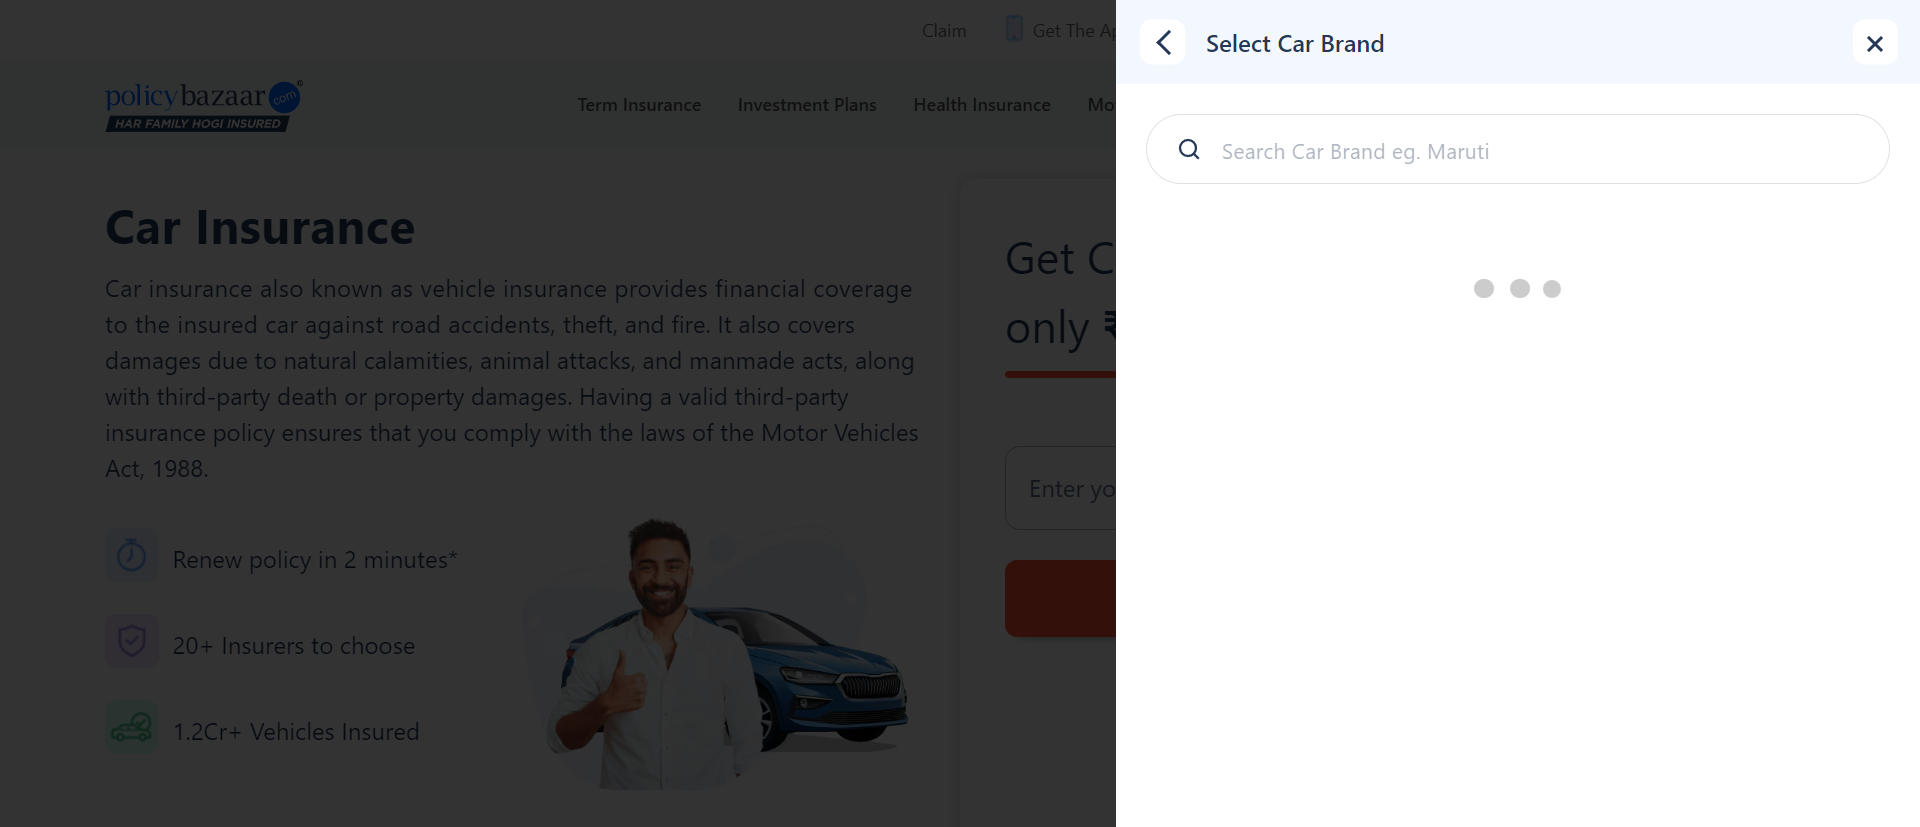 Claim
Get The Ap
policybazaar com ®
HAR FAMILY HOGI INSURED
Term Insurance
Investment Plans
Health Insurance
Mo
Car Insurance
Car insurance also known as vehicle insurance provides financial coverage
to the insured car against road accidents, theft, and fire. It also covers
damages due to natural calamities, animal attacks, and manmade acts, along
with third-party death or property damages. Having a valid third-party
insurance policy ensures that you comply with the laws of the Motor Vehicles
Act, 1988.
Renew policy in 2 minutes*
20+ Insurers to choose
1.2Cr+ Vehicles Insured
Get C
only ₹
Enter yo
Select Car Brand
Search Car Brand eg. Maruti